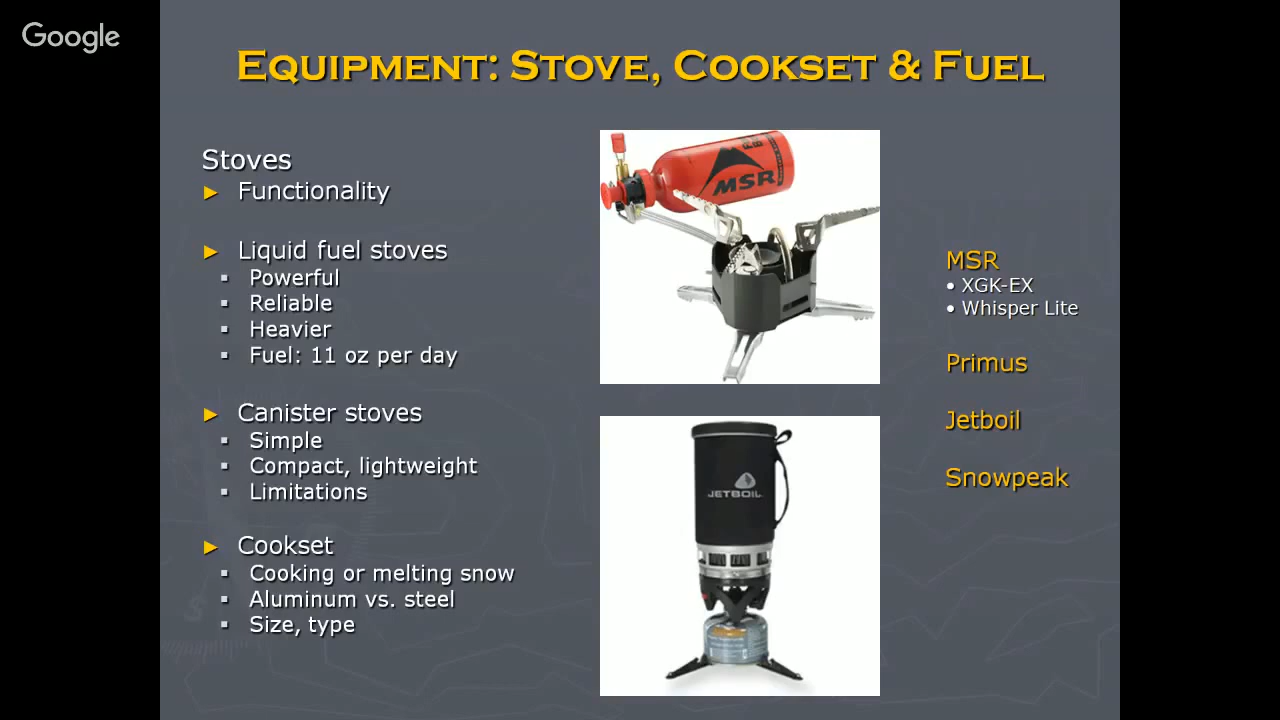 Google
Equipment: Stove, Cookset & Fuel
Stoves
► Functionality
► Liquid fuel stoves
▪ Powerful
▪ Reliable
▪ Heavier
▪ Fuel: 11 oz per day
► Canister stoves
▪ Simple
▪ Compact, lightweight
▪ Limitations
► Cookset
▪ Cooking or melting snow
▪ Aluminum vs. steel
▪ Size, type
MSR
JETBOIL
MSR
• XGK-EX
• Whisper Lite
Primus
Jetboil
Snowpeak